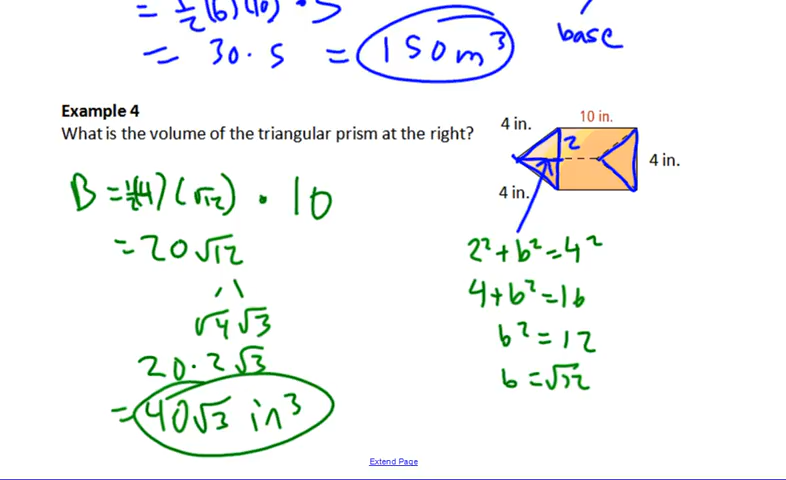 = 1/2 (6)(10) · 5
= 30 · 5 = 150 m³
base
Example 4
What is the volume of the triangular prism at the right?
4 in.
10 in.
2
4 in.
4 in.
B = 1/2(4)(√12) · 10
= 20√12
√4 √3
20 · 2√3
= 40√3 in³
2² + b² = 4²
4 + b² = 16
b² = 12
b = √12
Extend Page